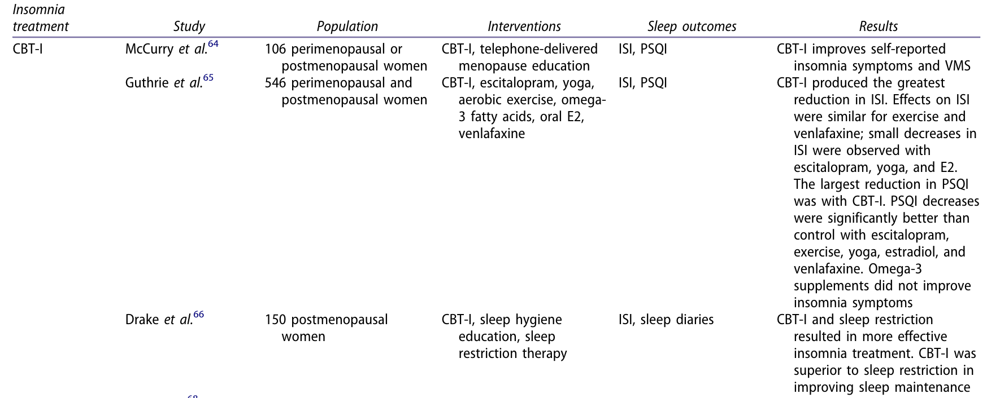 Insomnia
treatment Study Population Interventions Sleep outcomes Results
CBT-I McCurry et al.64 106 perimenopausal or CBT-I, telephone-delivered ISI, PSQI CBT-I improves self-reported
postmenopausal women menopause education insomnia symptoms and VMS
Guthrie et al.65 546 perimenopausal and CBT-I, escitalopram, yoga, ISI, PSQI CBT-I produced the greatest
postmenopausal women aerobic exercise, omega- reduction in ISI. Effects on ISI
3 fatty acids, oral E2, were similar for exercise and
venlafaxine venlafaxine; small decreases in
ISI were observed with
escitalopram, yoga, and E2.
The largest reduction in PSQI
was with CBT-I. PSQI decreases
were significantly better than
control with escitalopram,
exercise, yoga, estradiol, and
venlafaxine. Omega-3
supplements did not improve
insomnia symptoms
Drake et al.66 150 postmenopausal CBT-I, sleep hygiene ISI, sleep diaries CBT-I and sleep restriction
women education, sleep resulted in more effective
restriction therapy insomnia treatment. CBT-I was
superior to sleep restriction in
improving sleep maintenance